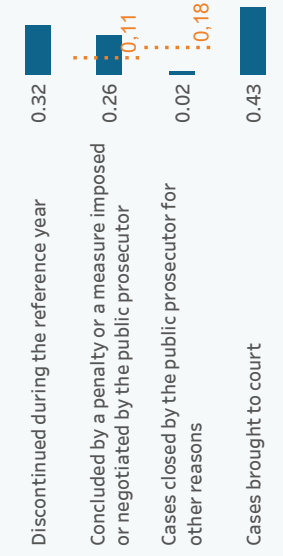 Discontinued during the reference year
0.32
Concluded by a penalty or a measure imposed
or negotiated by the public prosecutor
0.26
0,11
Cases closed by the public prosecutor for
other reasons
0.02
0,18
Cases brought to court
0.43